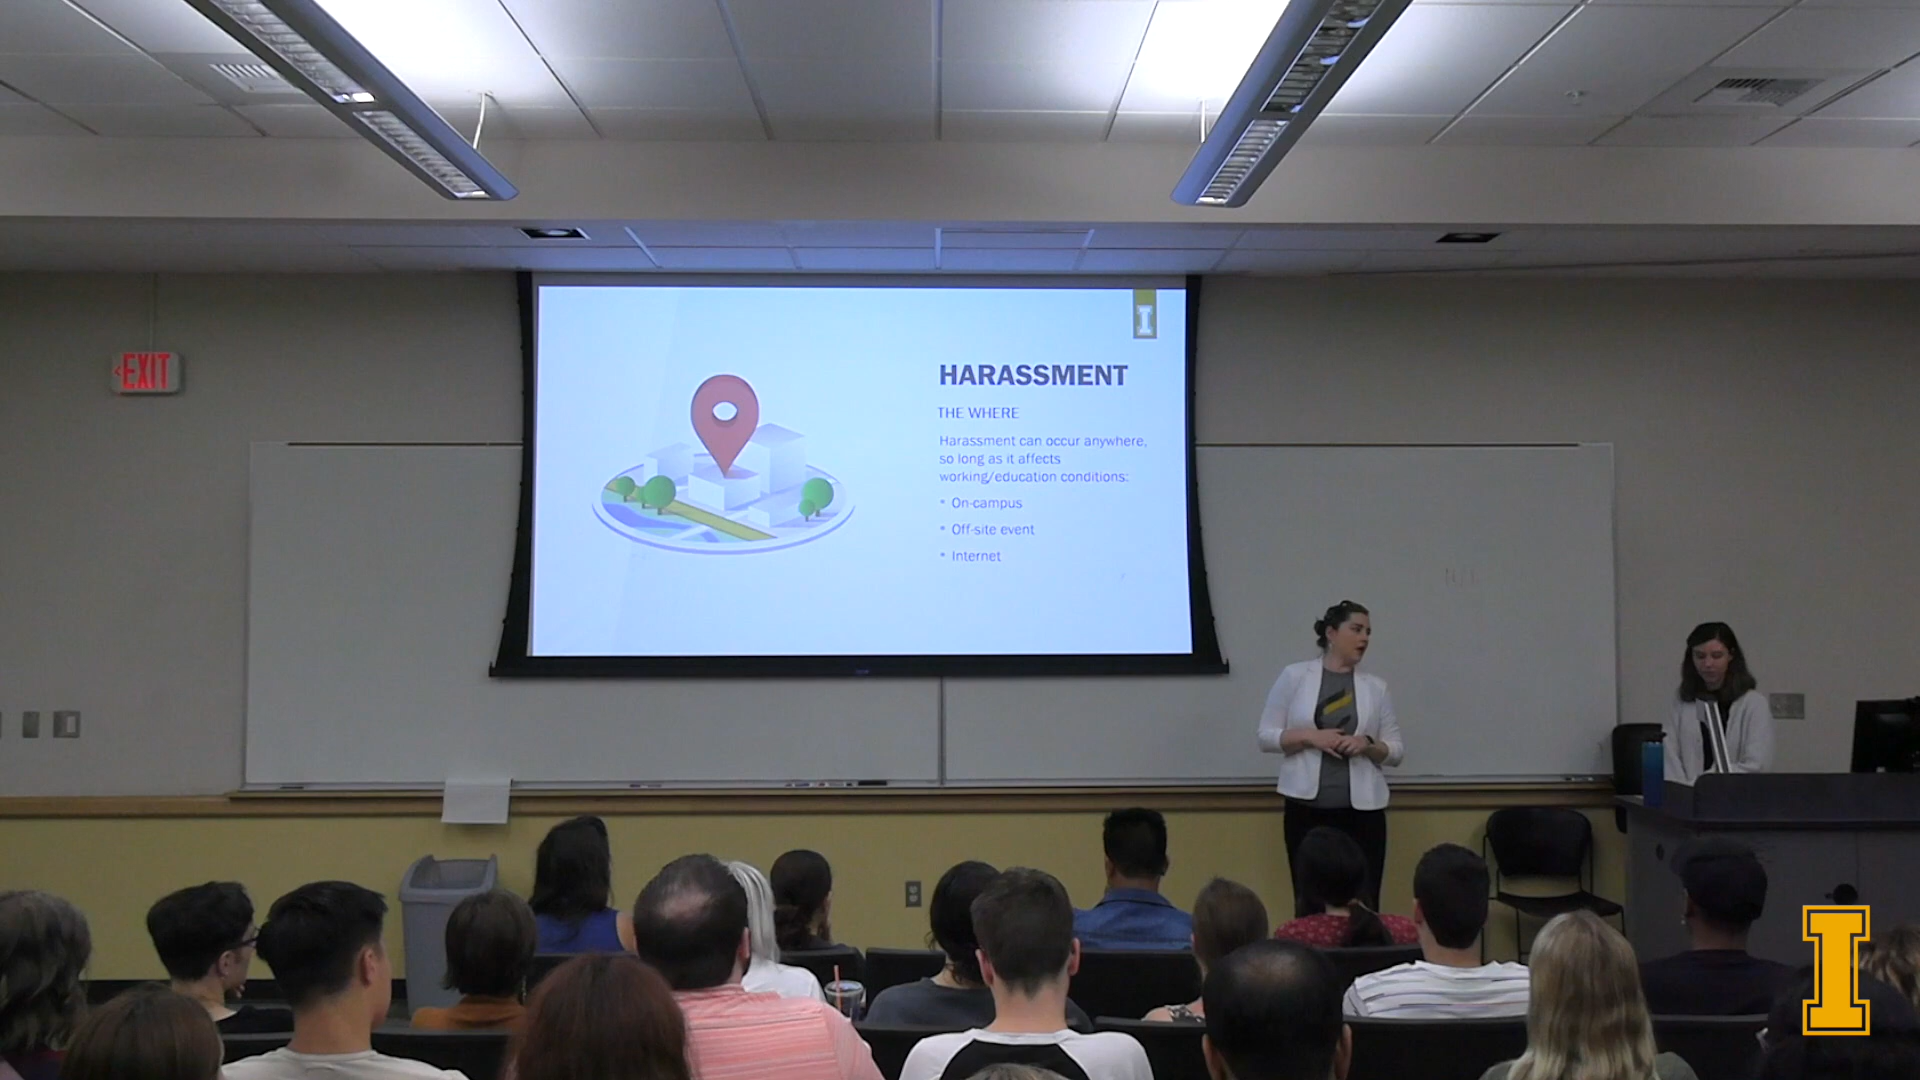 I
EXIT
HARASSMENT
THE WHERE
Harassment can occur anywhere,
so long as it affects
working/education conditions:
• On-campus
• Off-site event
• Internet
I